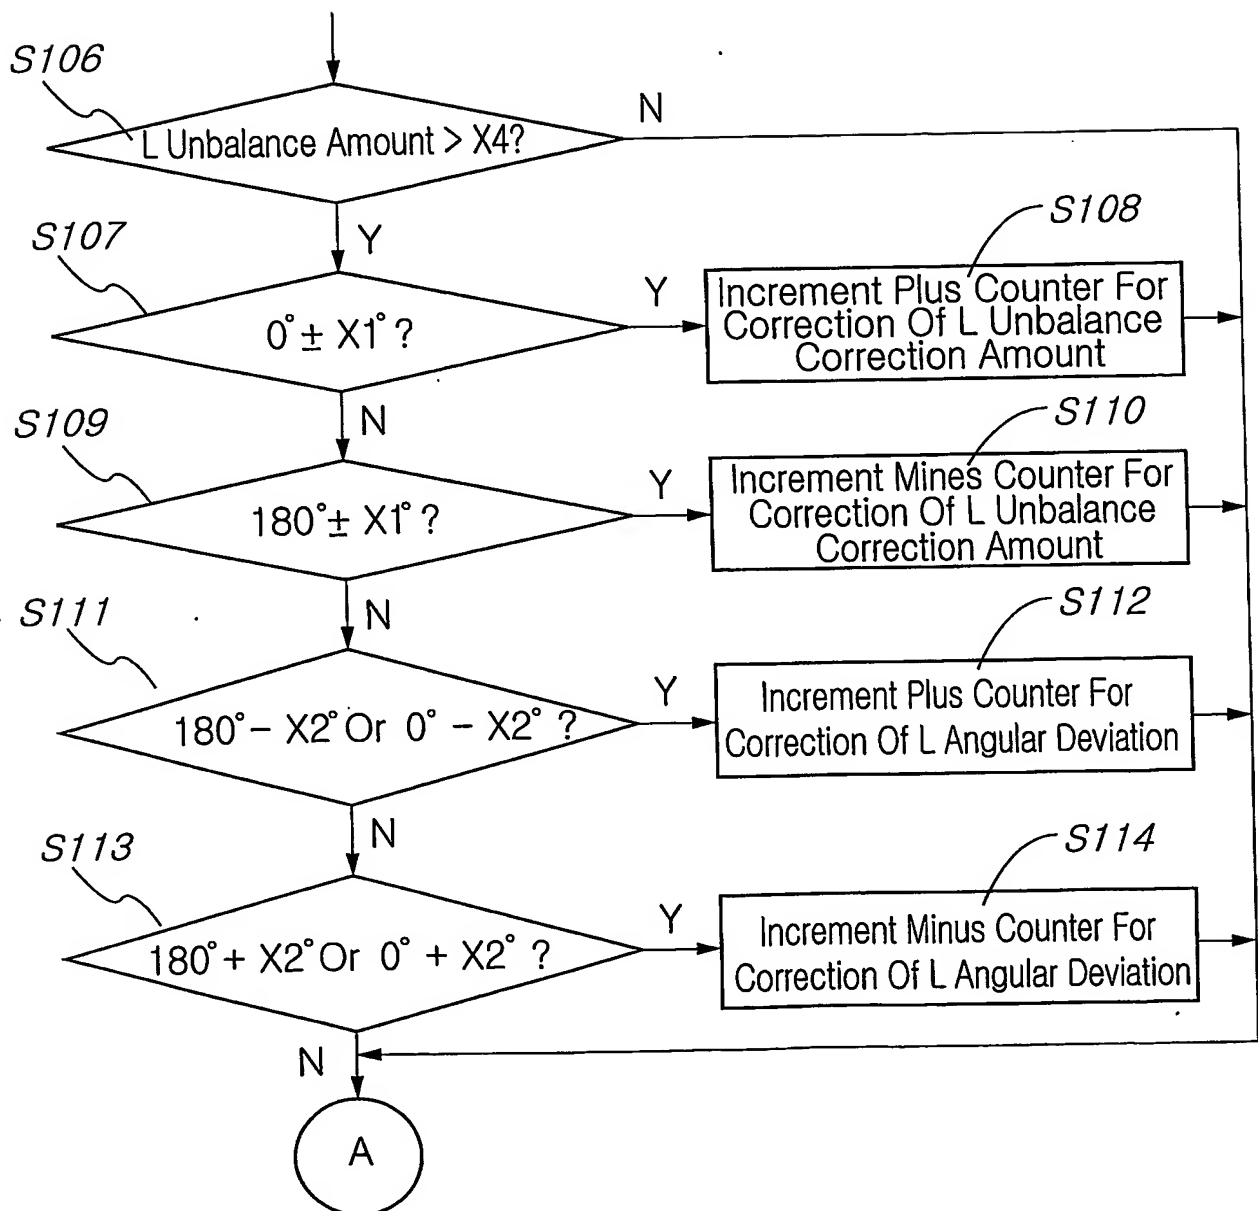 S106
L Unbalance Amount > X4?
N
Y
S107
0° ± X1° ?
Y
S108
Increment Plus Counter For
Correction Of L Unbalance
Correction Amount
N
S109
180° ± X1° ?
Y
S110
Increment Mines Counter For
Correction Of L Unbalance
Correction Amount
N
S111
180° − X2° Or 0° − X2° ?
Y
S112
Increment Plus Counter For
Correction Of L Angular Deviation
N
S113
180° + X2° Or 0° + X2° ?
Y
S114
Increment Minus Counter For
Correction Of L Angular Deviation
N
A